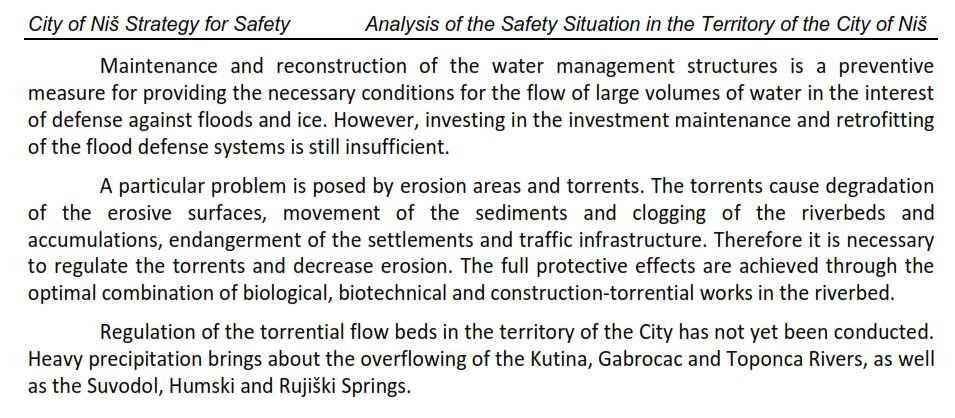 City of Niš Strategy for Safety Analysis of the Safety Situation in the Territory of the City of Niš
Maintenance and reconstruction of the water management structures is a preventive
measure for providing the necessary conditions for the flow of large volumes of water in the interest
of defense against floods and ice. However, investing in the investment maintenance and retrofitting
of the flood defense systems is still insufficient.
A particular problem is posed by erosion areas and torrents. The torrents cause degradation
of the erosive surfaces, movement of the sediments and clogging of the riverbeds and
accumulations, endangerment of the settlements and traffic infrastructure. Therefore it is necessary
to regulate the torrents and decrease erosion. The full protective effects are achieved through the
optimal combination of biological, biotechnical and construction-torrential works in the riverbed.
Regulation of the torrential flow beds in the territory of the City has not yet been conducted.
Heavy precipitation brings about the overflowing of the Kutina, Gabrocac and Toponca Rivers, as well
as the Suvodol, Humski and Rujiški Springs.